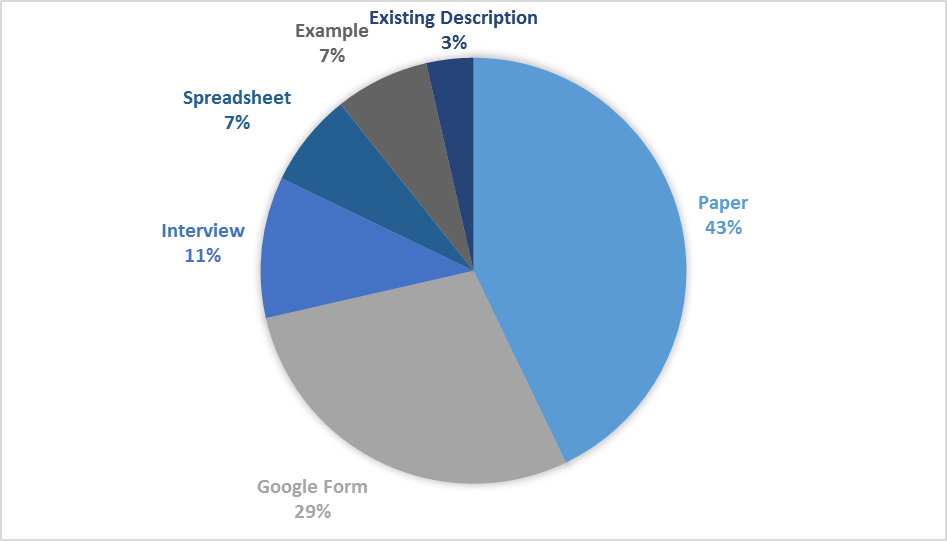 Existing Description
3%
Example
7%
Spreadsheet
7%
Paper
43%
Interview
11%
Google Form
29%